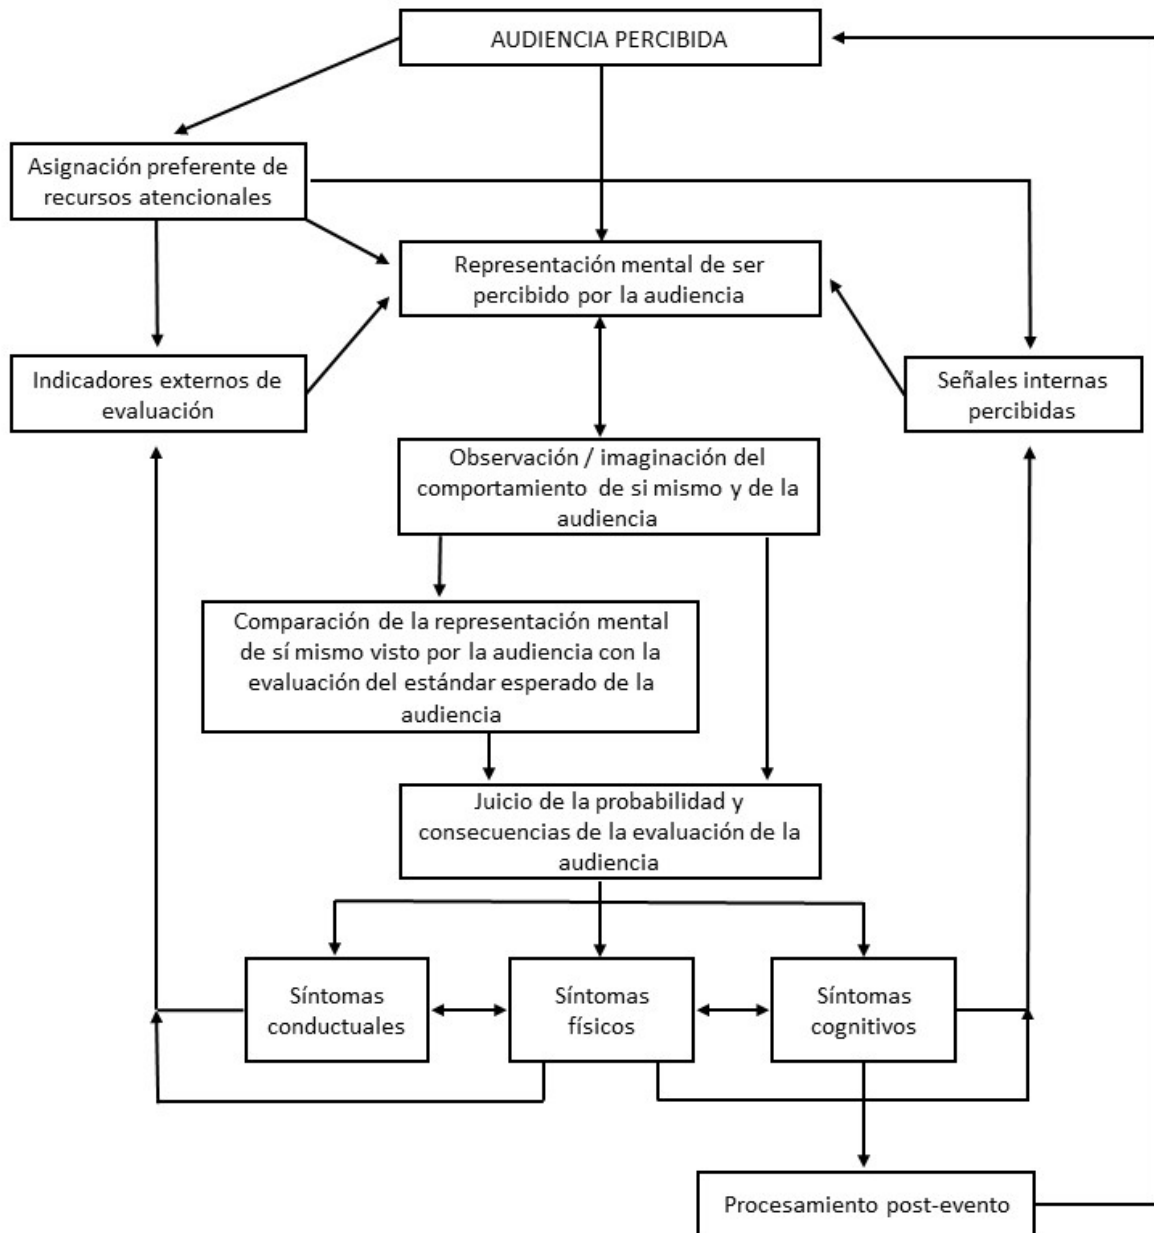 AUDIENCIA PERCIBIDA
Asignación preferente de
recursos atencionales
Representación mental de ser
percibido por la audiencia
Indicadores externos de
evaluación
Señales internas
percibidas
Observación / imaginación del
comportamiento de si mismo y de la
audiencia
Comparación de la representación mental
de sí mismo visto por la audiencia con la
evaluación del estándar esperado de la
audiencia
Juicio de la probabilidad y
consecuencias de la evaluación de la
audiencia
Síntomas
conductuales
Síntomas
físicos
Síntomas
cognitivos
Procesamiento post-evento